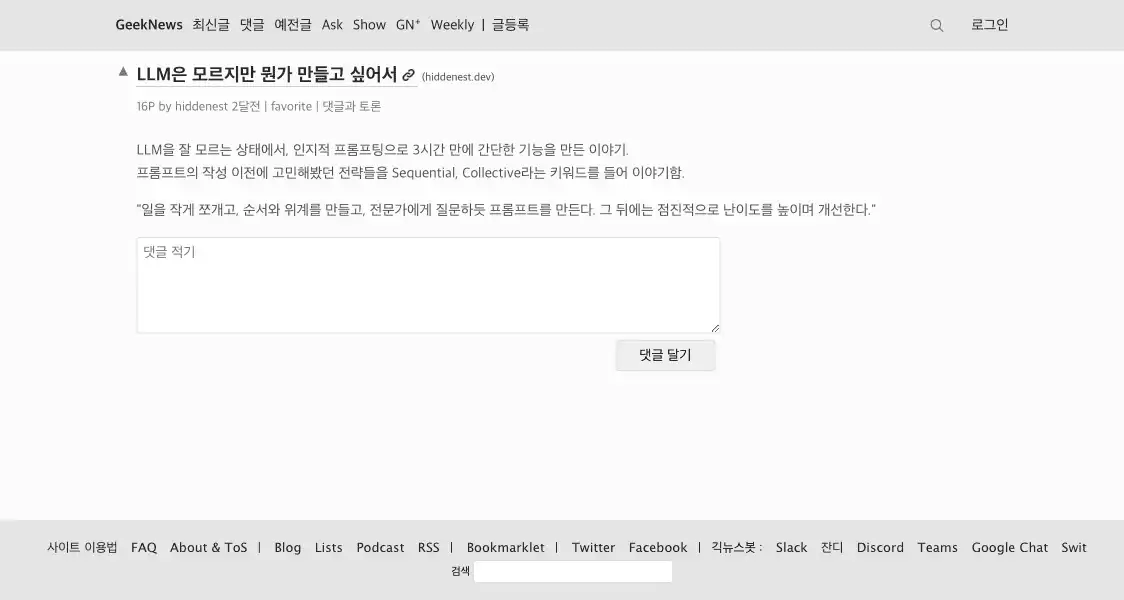 GeekNews 최신글 댓글 예전글 Ask Show GN⁺ Weekly | 글등록 로그인
▲ LLM은 모르지만 뭔가 만들고 싶어서 (hiddenest.dev)
16P by hiddenest 2달전 | favorite | 댓글과 토론
LLM을 잘 모르는 상태에서, 인지적 프롬프팅으로 3시간 만에 간단한 기능을 만든 이야기.
프롬프트의 작성 이전에 고민해봤던 전략들을 Sequential, Collective라는 키워드를 들어 이야기함.
"일을 작게 쪼개고, 순서와 위계를 만들고, 전문가에게 질문하듯 프롬프트를 만든다. 그 뒤에는 점진적으로 난이도를 높이며 개선한다."
댓글 적기
댓글 달기
사이트 이용법 FAQ About & ToS | Blog Lists Podcast RSS | Bookmarklet | Twitter Facebook | 긱뉴스봇 : Slack 잔디 Discord Teams Google Chat Swit
검색